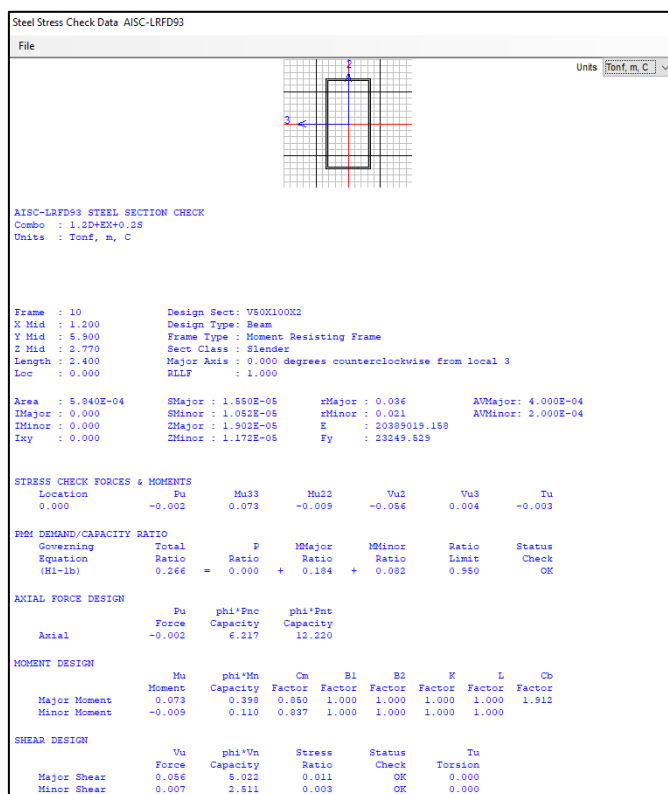 Steel Stress Check Data AISC-LRFD93
File
Units Tonf, m, C
2
3
AISC-LRFD93 STEEL SECTION CHECK
Combo : 1.2D+EX+0.2S
Units : Tonf, m, C
Frame : 10 Design Sect: V50X100X2
X Mid : 1.200 Design Type: Beam
Y Mid : 5.900 Frame Type : Moment Resisting Frame
Z Mid : 2.770 Sect Class : Slender
Length : 2.400 Major Axis : 0.000 degrees counterclockwise from local 3
Loc : 0.000 RLLF : 1.000
Area : 5.840E-04 SMajor : 1.550E-05 rMajor : 0.036 AVMajor: 4.000E-04
IMajor : 0.000 SMinor : 1.052E-05 rMinor : 0.021 AVMinor: 2.000E-04
IMinor : 0.000 ZMajor : 1.902E-05 E : 20389019.158
Ixy : 0.000 ZMinor : 1.172E-05 Fy : 23249.529
STRESS CHECK FORCES & MOMENTS
Location Pu Mu33 Mu22 Vu2 Vu3 Tu
0.000 -0.002 0.073 -0.009 -0.056 0.004 -0.003
PMM DEMAND/CAPACITY RATIO
Governing Total P MMajor MMinor Ratio Status
Equation Ratio Ratio Ratio Ratio Limit Check
(H1-1b) 0.266 = 0.000 + 0.184 + 0.082 0.950 OK
AXIAL FORCE DESIGN
Pu phi*Pnc phi*Pnt
Force Capacity Capacity
Axial -0.002 6.217 12.220
MOMENT DESIGN
Mu phi*Mn Cm B1 B2 K L Cb
Moment Capacity Factor Factor Factor Factor Factor Factor
Major Moment 0.073 0.398 0.850 1.000 1.000 1.000 1.000 1.912
Minor Moment -0.009 0.110 0.837 1.000 1.000 1.000 1.000
SHEAR DESIGN
Vu phi*Vn Stress Status Tu
Force Capacity Ratio Check Torsion
Major Shear 0.056 5.022 0.011 OK 0.000
Minor Shear 0.007 2.511 0.003 OK 0.000